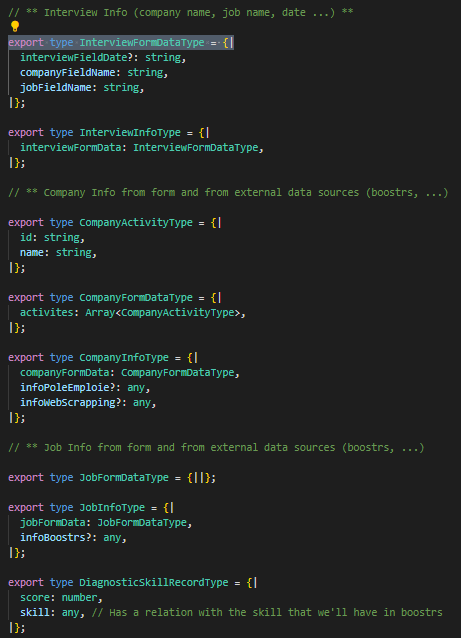 // ** Interview Info (company name, job name, date ...) **
export type InterviewFormDataType = {|
interviewFieldDate?: string,
companyFieldName: string,
jobFieldName: string,
|};
export type InterviewInfoType = {|
interviewFormData: InterviewFormDataType,
|};
// ** Company Info from form and from external data sources (boostrs, ...)
export type CompanyActivityType = {|
id: string,
name: string,
|};
export type CompanyFormDataType = {|
activites: Array<CompanyActivityType>,
|};
export type CompanyInfoType = {|
companyFormData: CompanyFormDataType,
infoPoleEmploie?: any,
infoWebScrapping?: any,
|};
// ** Job Info from form and from external data sources (boostrs, ...)
export type JobFormDataType = {||};
export type JobInfoType = {|
jobFormData: JobFormDataType,
infoBoostrs?: any,
|};
export type DiagnosticSkillRecordType = {|
score: number,
skill: any, // Has a relation with the skill that we'll have in boostrs
|};